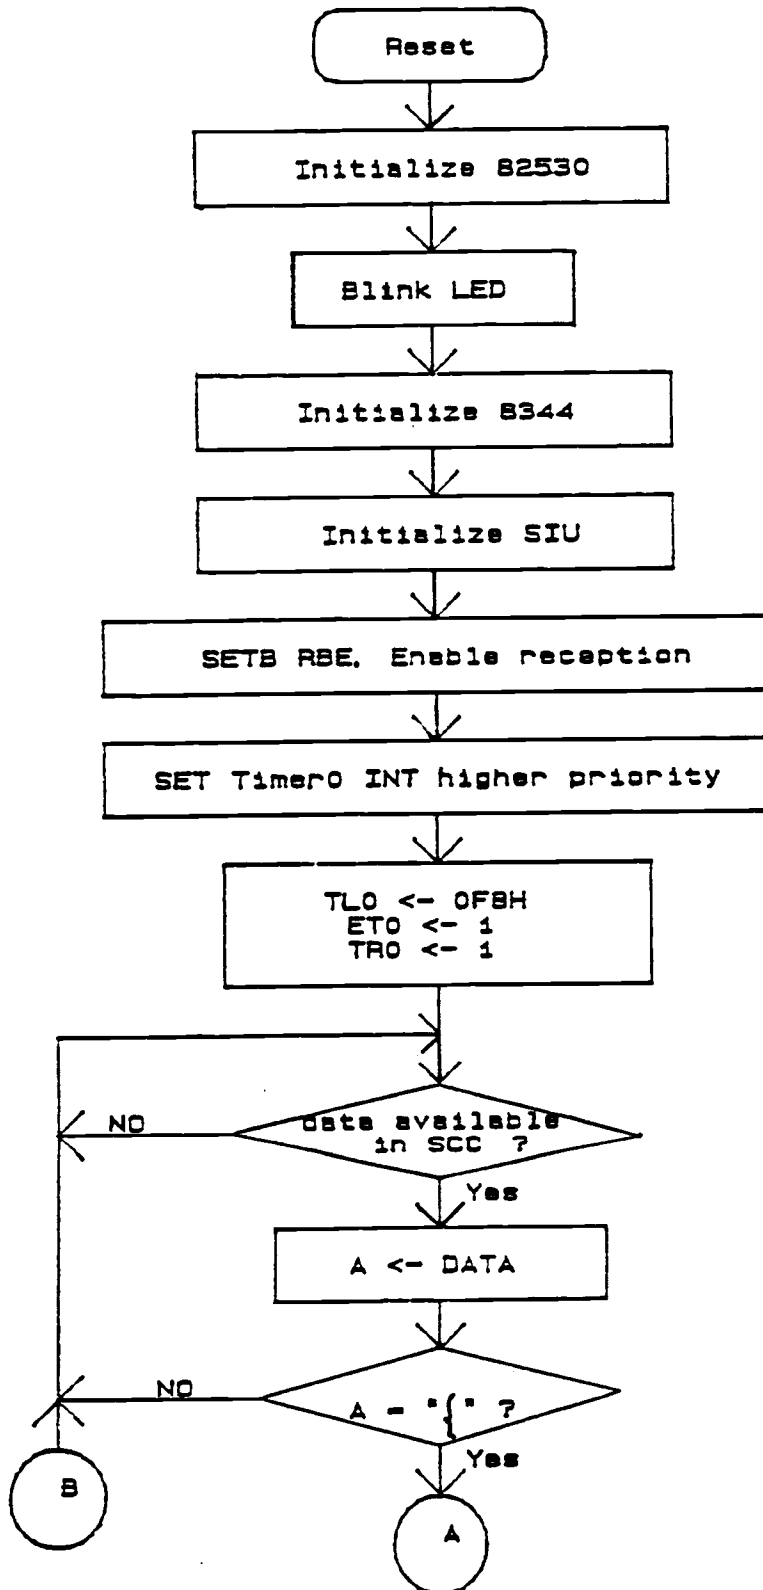 Reset
Initialize 82530
Blink LED
Initialize 8344
Initialize SIU
SETB RBE. Enable reception
SET Timer0 INT higher priority
TL0 <- 0F8H
ET0 <- 1
TR0 <- 1
data available
in SCC ?
NO
Yes
A <- DATA
NO
A = "{" ?
Yes
B
A